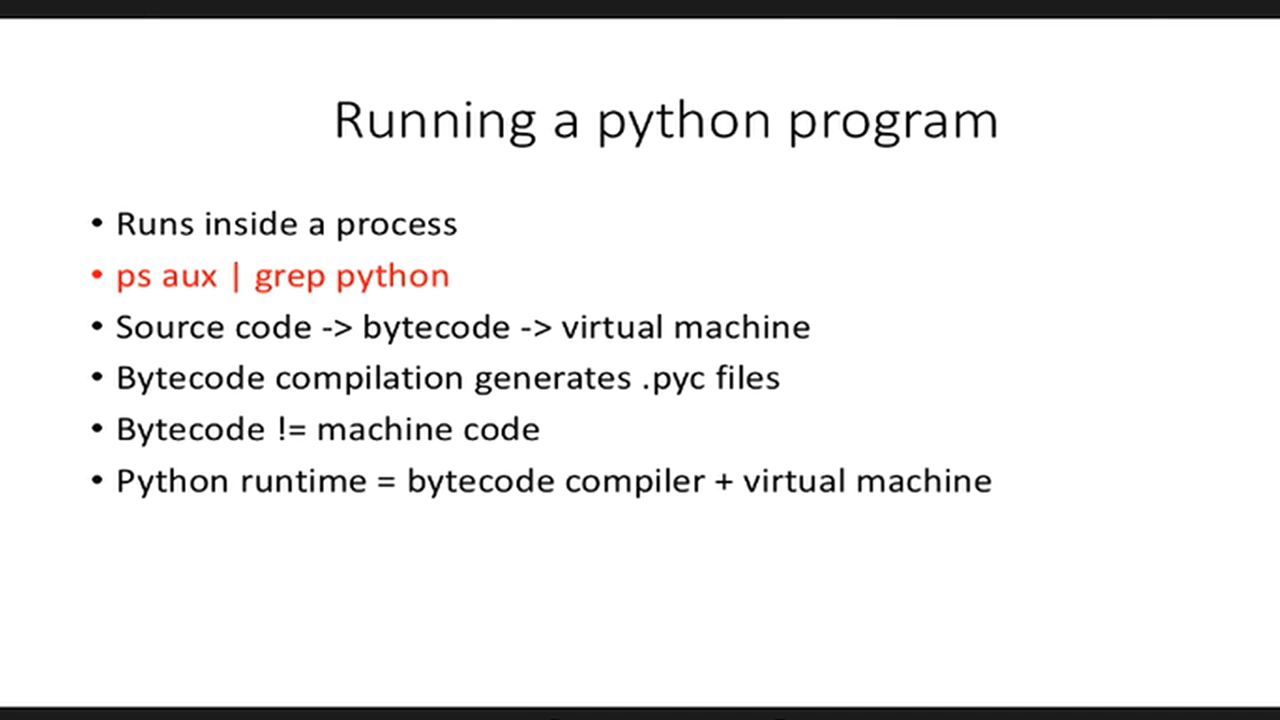 Running a python program
• Runs inside a process
• ps aux | grep python
• Source code -> bytecode -> virtual machine
• Bytecode compilation generates .pyc files
• Bytecode != machine code
• Python runtime = bytecode compiler + virtual machine